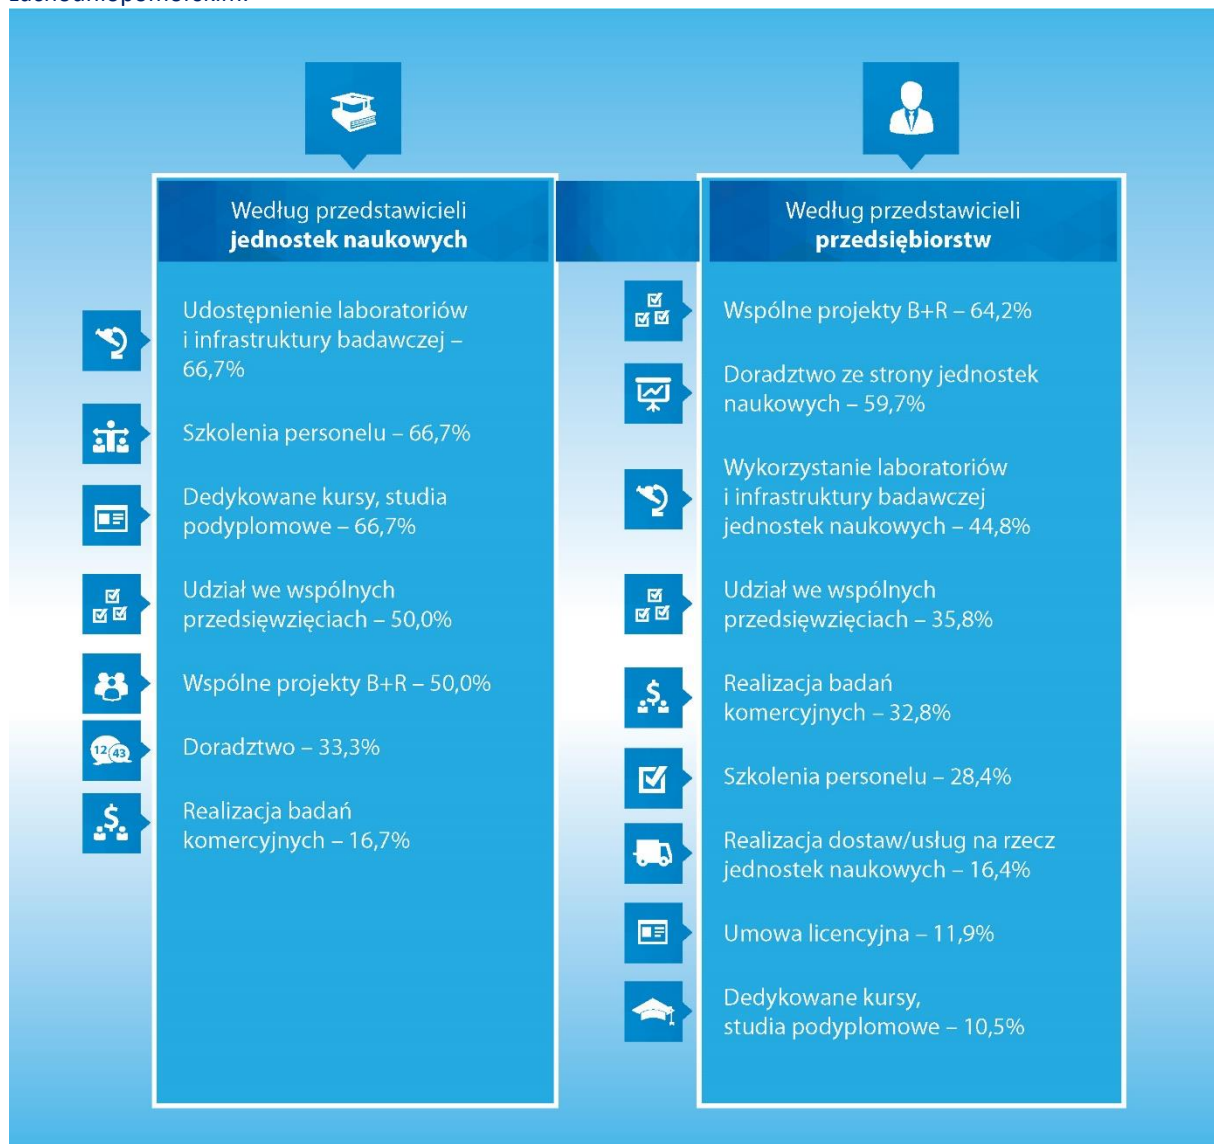 Według przedstawicieli
jednostek naukowych
Udostępnienie laboratoriów
i infrastruktury badawczej –
66,7%
Szkolenia personelu – 66,7%
Dedykowane kursy, studia
podyplomowe – 66,7%
Udział we wspólnych
przedsięwzięciach – 50,0%
Wspólne projekty B+R – 50,0%
12 43
Doradztwo – 33,3%
Realizacja badań
komercyjnych – 16,7%
Według przedstawicieli
przedsiębiorstw
Wspólne projekty B+R – 64,2%
Doradztwo ze strony jednostek
naukowych – 59,7%
Wykorzystanie laboratoriów
i infrastruktury badawczej
jednostek naukowych – 44,8%
Udział we wspólnych
przedsięwzięciach – 35,8%
Realizacja badań
komercyjnych – 32,8%
Szkolenia personelu – 28,4%
Realizacja dostaw/usług na rzecz
jednostek naukowych – 16,4%
Umowa licencyjna – 11,9%
Dedykowane kursy,
studia podyplomowe – 10,5%